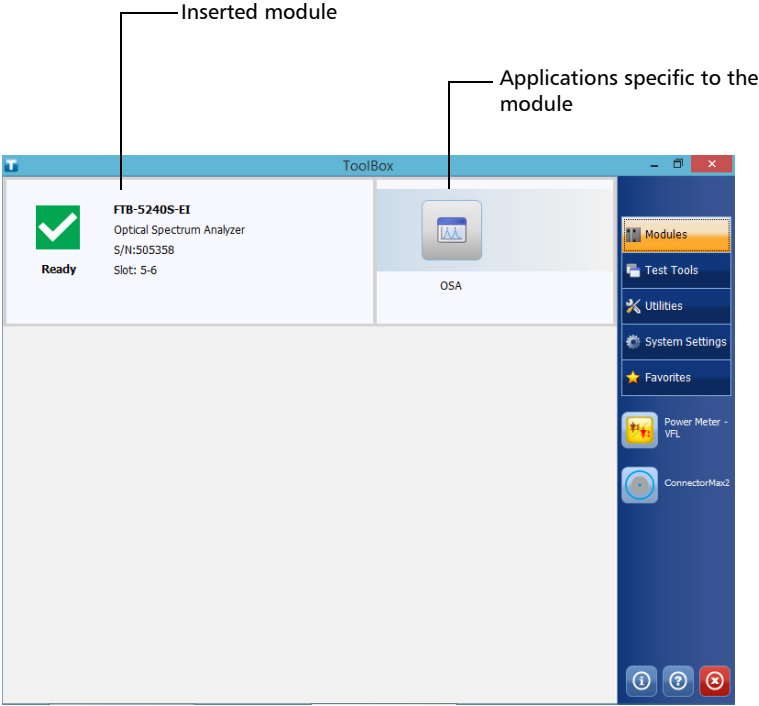 Inserted module
Applications specific to the
module
T
ToolBox
FTB-5240S-EI
Optical Spectrum Analyzer
S/N:505358
Slot: 5-6
Ready
OSA
Modules
Test Tools
Utilities
System Settings
Favorites
Power Meter -
VFL
ConnectorMax2